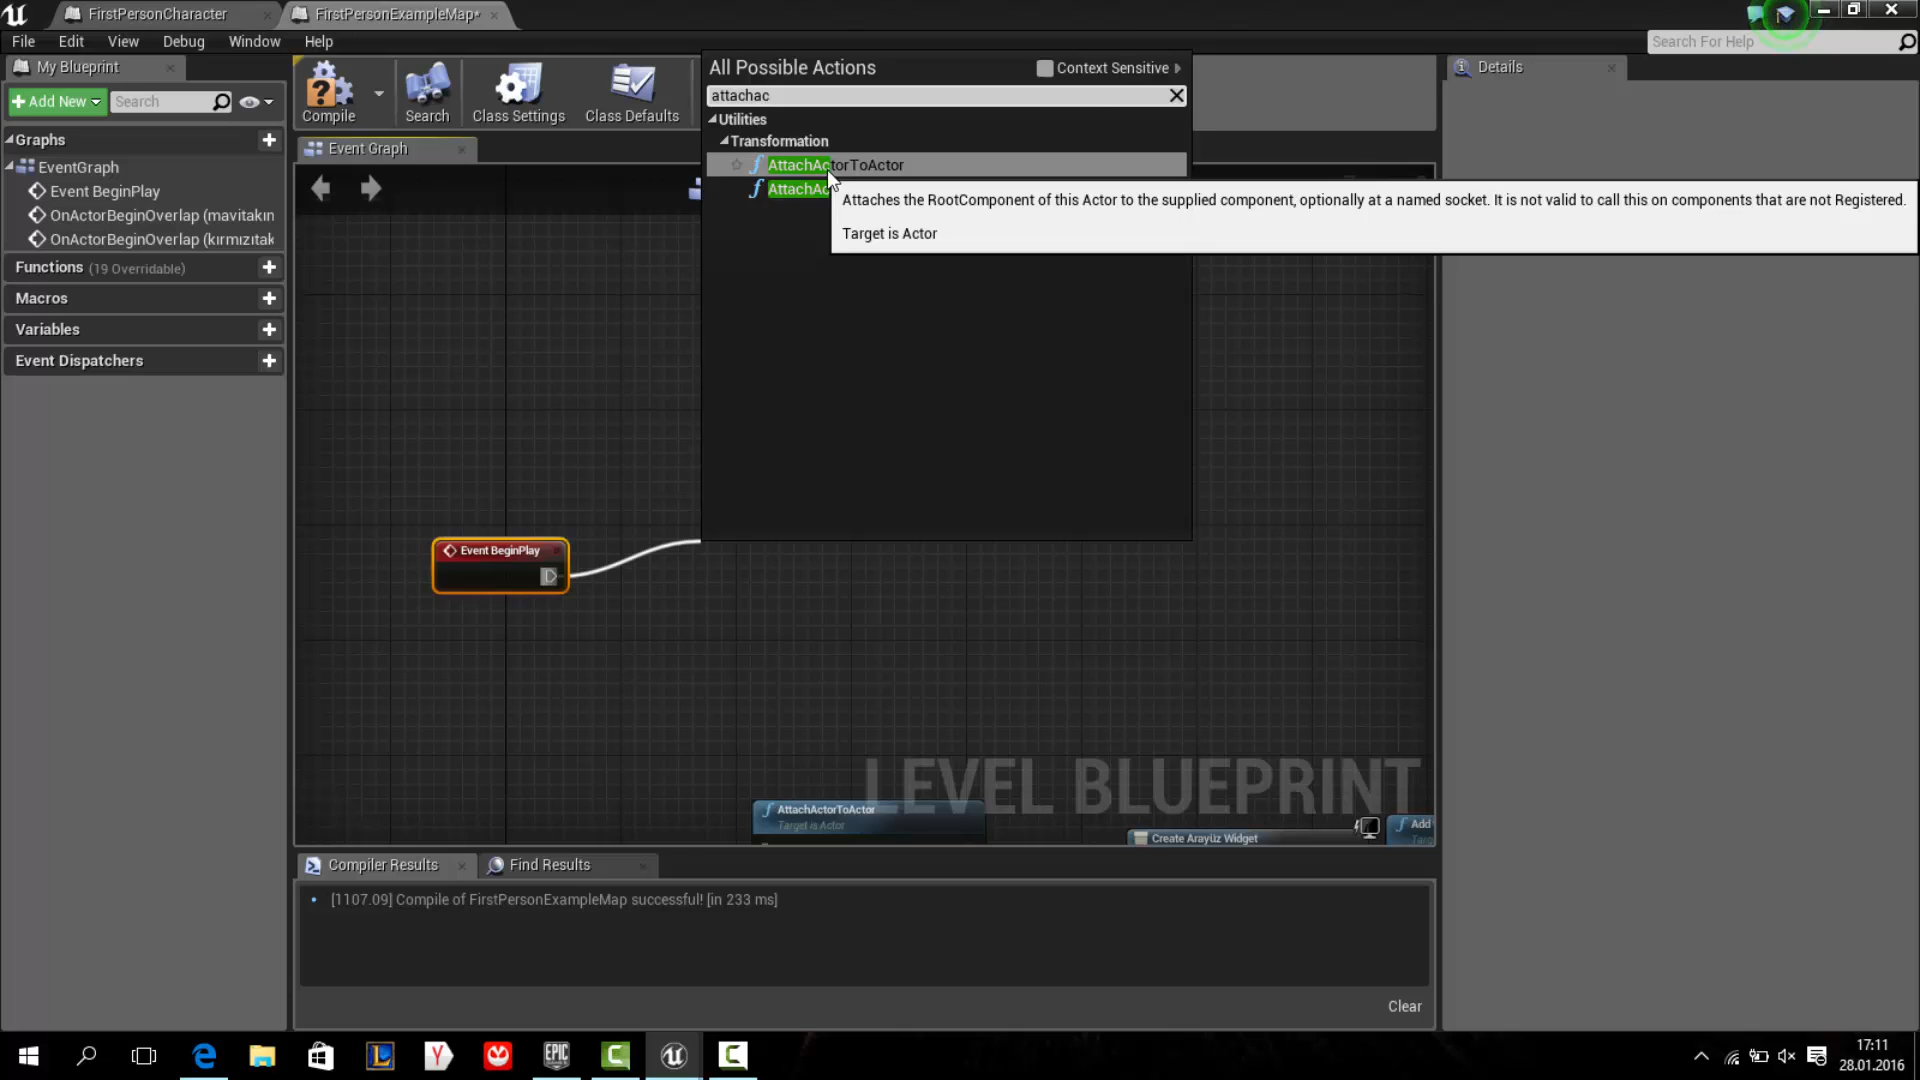 FirstPersonCharacter
FirstPersonExampleMap*
File Edit View Debug Window Help
Search For Help
My Blueprint
Add New
Search
Graphs
EventGraph
Event BeginPlay
OnActorBeginOverlap (mavitakın
OnActorBeginOverlap (kırmızıtak
Functions (19 Overridable)
Macros
Variables
Event Dispatchers
Compile
Search
Class Settings
Class Defaults
Event Graph
All Possible Actions
Context Sensitive
attachac
Utilities
Transformation
AttachActorToActor
AttachAc
Attaches the RootComponent of this Actor to the supplied component, optionally at a named socket. It is not valid to call this on components that are not Registered.
Target is Actor
Details
Event BeginPlay
LEVEL BLUEPRINT
AttachActorToActor
Target is Actor
Create Arayüz Widget
Add
Compiler Results
Find Results
[1107.09] Compile of FirstPersonExampleMap successful! [in 233 ms]
Clear
EPIC
17:11
28.01.2016